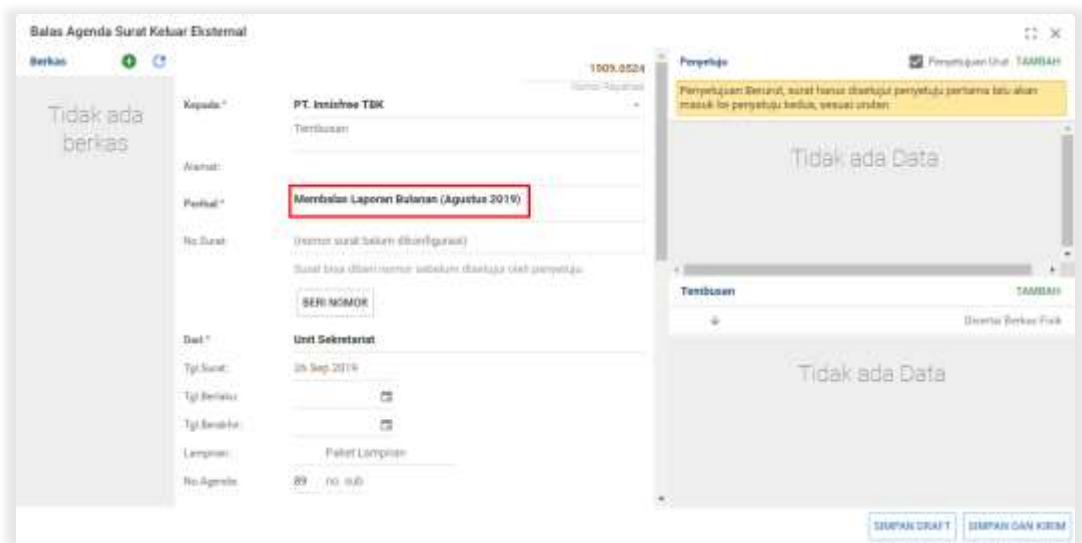 Balas Agenda Surat Keluar Eksternal
Berkas
Tidak ada
berkas
1909.0524
Kepada *
PT. Innisfree TBK
Tembusan
Alamat:
Perihal *
Membalas Laporan Bulanan (Agustus 2019)
No.Surat:
(nomor surat belum dikonfigurasi)
Surat bisa diberi nomor sebelum disetujui oleh penyetuju
BERI NOMOR
Dari *
Unit Sekretariat
Tgl.Surat:
26 Sep 2019
Tgl.Berlaku:
Tgl.Berakhir:
Lampiran:
Paket Lampiran
No.Agenda:
89 no. sub
Penyetuju
Persetujuan Urut TAMBAH
Persetujuan Berurut, surat harus disetujui penyetuju pertama lalu akan
masuk ke penyetuju kedua, sesuai urutan
Tidak ada Data
Tembusan
TAMBAH
Disertai Berkas Fisik
Tidak ada Data
SIMPAN DRAFT
SIMPAN DAN KIRIM